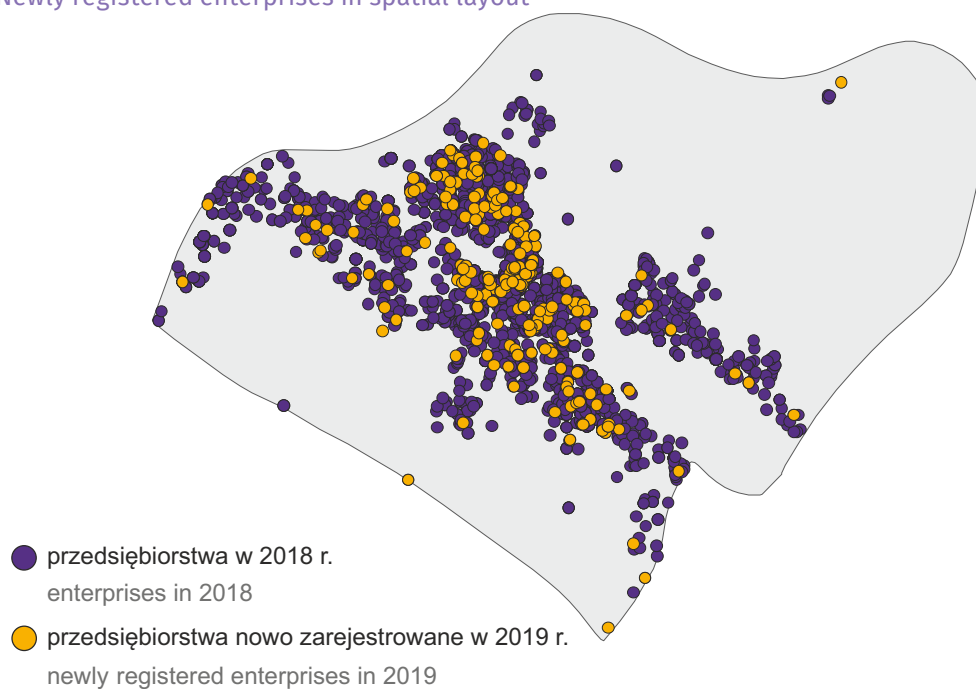 Newly registered enterprises in spatial layout
przedsiębiorstwa w 2018 r.
enterprises in 2018
przedsiębiorstwa nowo zarejestrowane w 2019 r.
newly registered enterprises in 2019